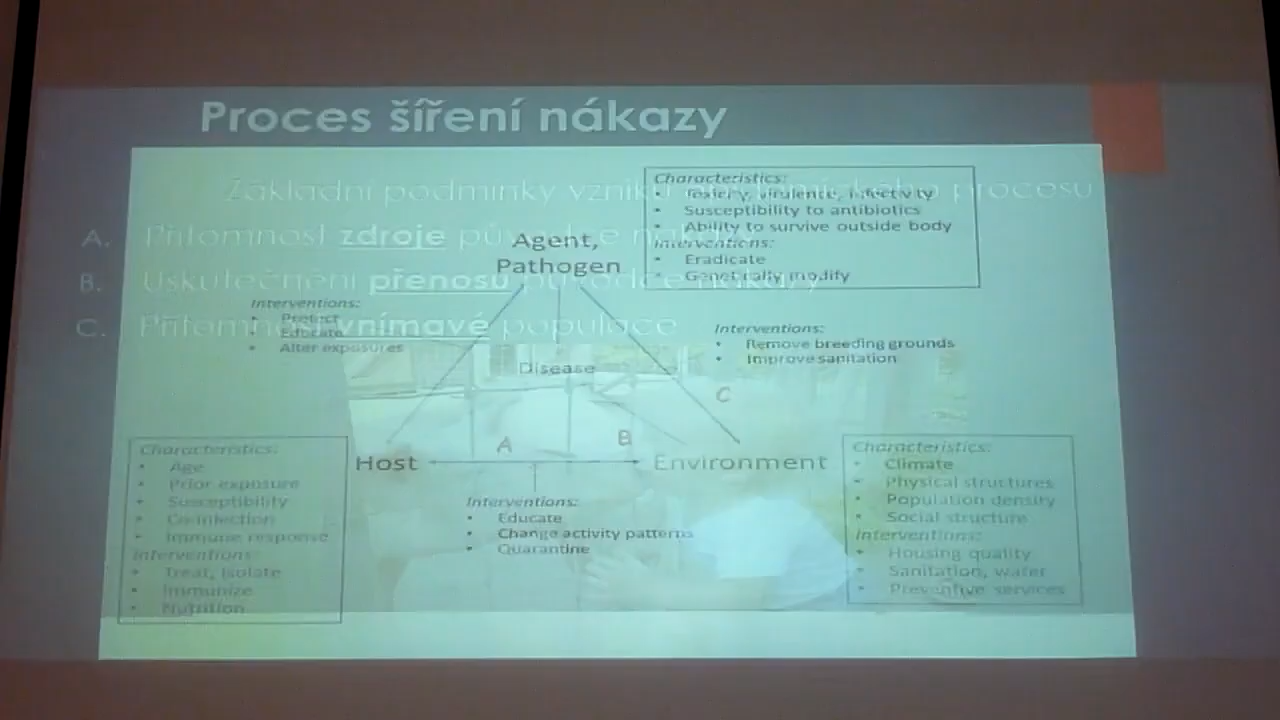 Proces šíření nákazy
Základní podmínky vzniku procesu
A. Přítomnost zdroje
B. Uskutečnění přenosu původce nákazy
C. Přítomnost vnímavé populace
Characteristics:
• Toxicity, virulence, infectivity
• Susceptibility to antibiotics
• Ability to survive outside body
Interventions:
• Eradicate
• Genetically modify
Agent,
Pathogen
Interventions:
• Protect
• Educate
• Alter exposures
Interventions:
• Remove breeding grounds
• Improve sanitation
Disease
C
A
B
Host
Environment
Characteristics:
• Age
• Prior exposure
• Susceptibility
• Co-infection
• Immune response
Interventions:
• Treat, isolate
• Immunize
• Nutrition
Interventions:
• Educate
• Change activity patterns
• Quarantine
Characteristics:
• Climate
• Physical structures
• Population density
• Social structure
Interventions:
• Housing quality
• Sanitation, water
• Preventive services